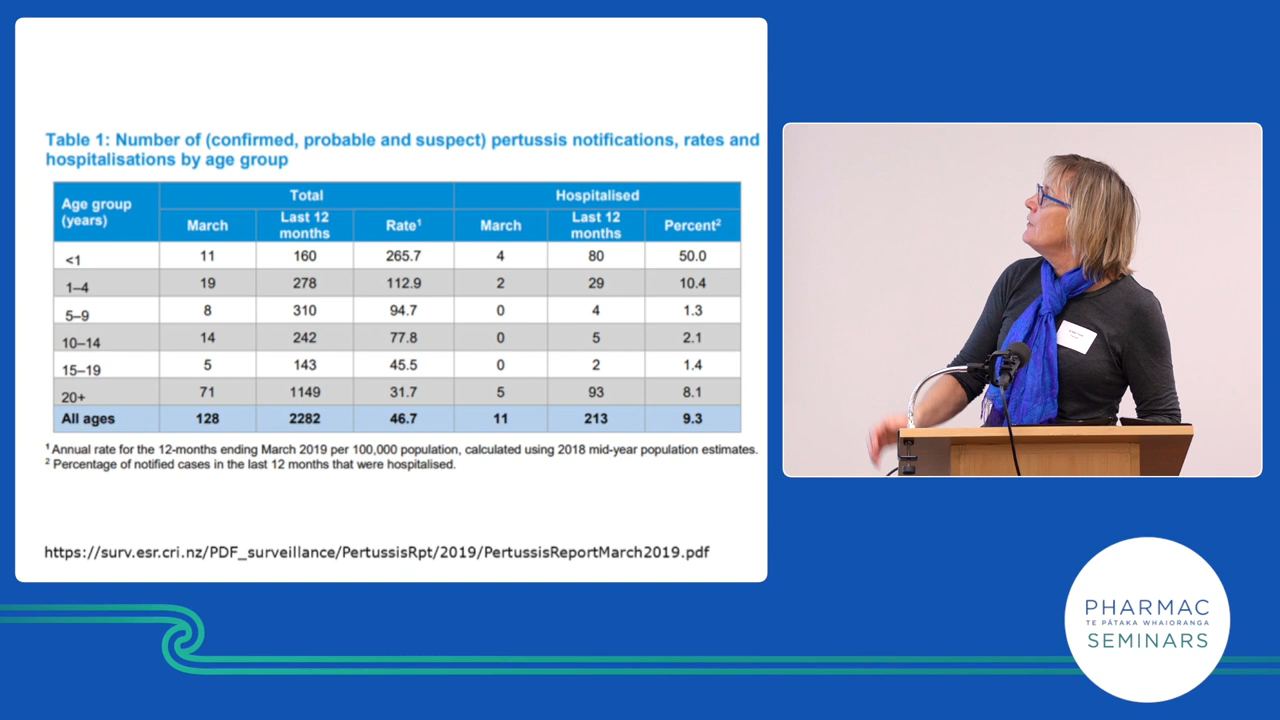 Table 1: Number of (confirmed, probable and suspect) pertussis notifications, rates and
hospitalisations by age group
Age group (years) Total Hospitalised
March Last 12 months Rate1 March Last 12 months Percent2
<1 11 160 265.7 4 80 50.0
1–4 19 278 112.9 2 29 10.4
5–9 8 310 94.7 0 4 1.3
10–14 14 242 77.8 0 5 2.1
15–19 5 143 45.5 0 2 1.4
20+ 71 1149 31.7 5 93 8.1
All ages 128 2282 46.7 11 213 9.3
1 Annual rate for the 12-months ending March 2019 per 100,000 population, calculated using 2018 mid-year population estimates.
2 Percentage of notified cases in the last 12 months that were hospitalised.
https://surv.esr.cri.nz/PDF_surveillance/PertussisRpt/2019/PertussisReportMarch2019.pdf
PHARMAC
TE PĀTAKA WHAIORANGA
SEMINARS